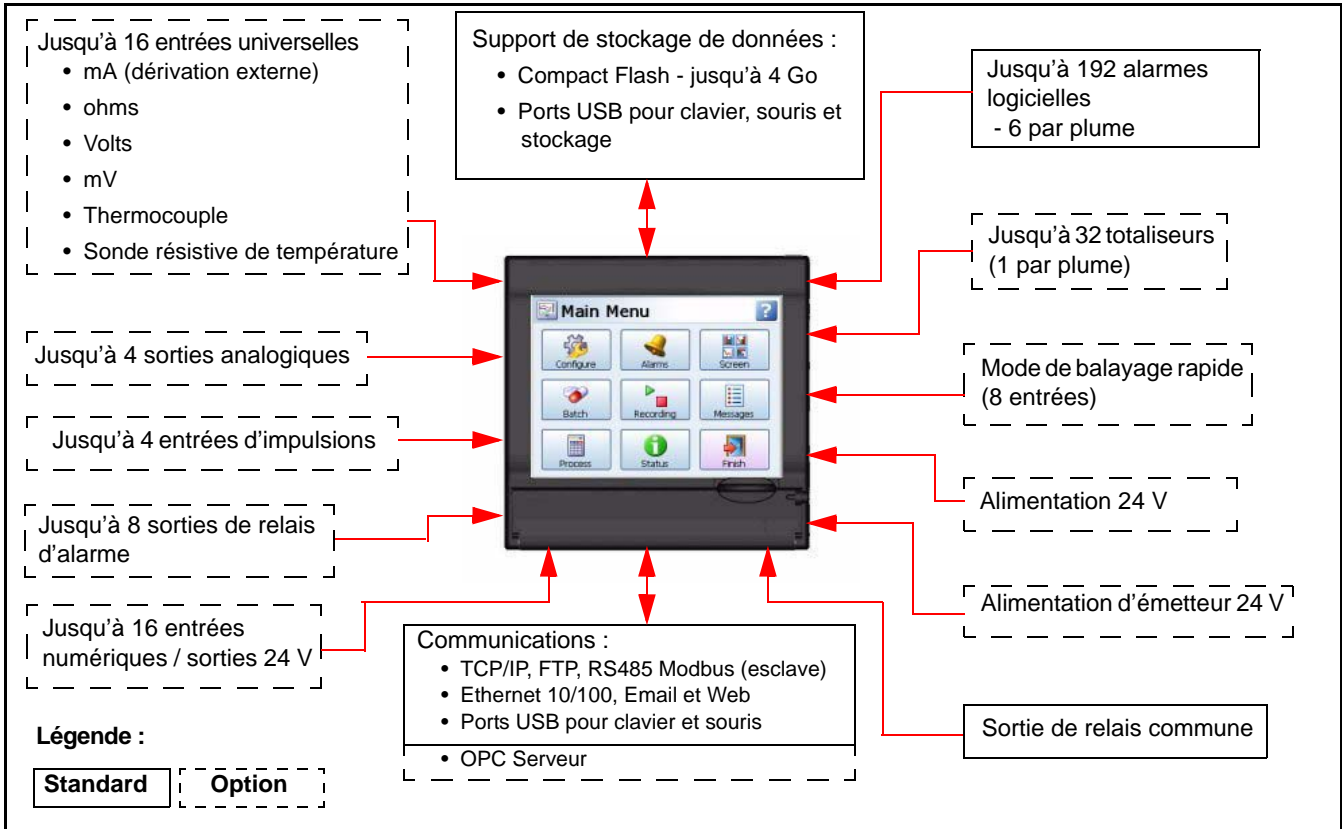 Jusqu'à 16 entrées universelles
• mA (dérivation externe)
• ohms
• Volts
• mV
• Thermocouple
• Sonde résistive de température
Support de stockage de données :
• Compact Flash - jusqu'à 4 Go
• Ports USB pour clavier, souris et
stockage
Jusqu'à 192 alarmes
logicielles
- 6 par plume
Jusqu'à 32 totaliseurs
(1 par plume)
Jusqu'à 4 sorties analogiques
Mode de balayage rapide
(8 entrées)
Jusqu'à 4 entrées d'impulsions
Alimentation 24 V
Jusqu'à 8 sorties de relais
d'alarme
Alimentation d'émetteur 24 V
Jusqu'à 16 entrées
numériques / sorties 24 V
Main Menu
?
Configure
Alarms
Screen
Batch
Recording
Messages
Process
Status
Finish
Communications :
• TCP/IP, FTP, RS485 Modbus (esclave)
• Ethernet 10/100, Email et Web
• Ports USB pour clavier et souris
• OPC Serveur
Sortie de relais commune
Légende :
Standard
Option